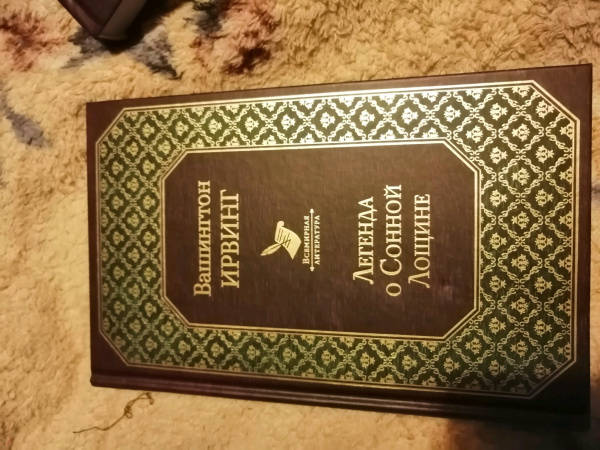 Вашингтон
ИРВИНГ
Всемирная
литература
Легенда
о Сонной
Лощине